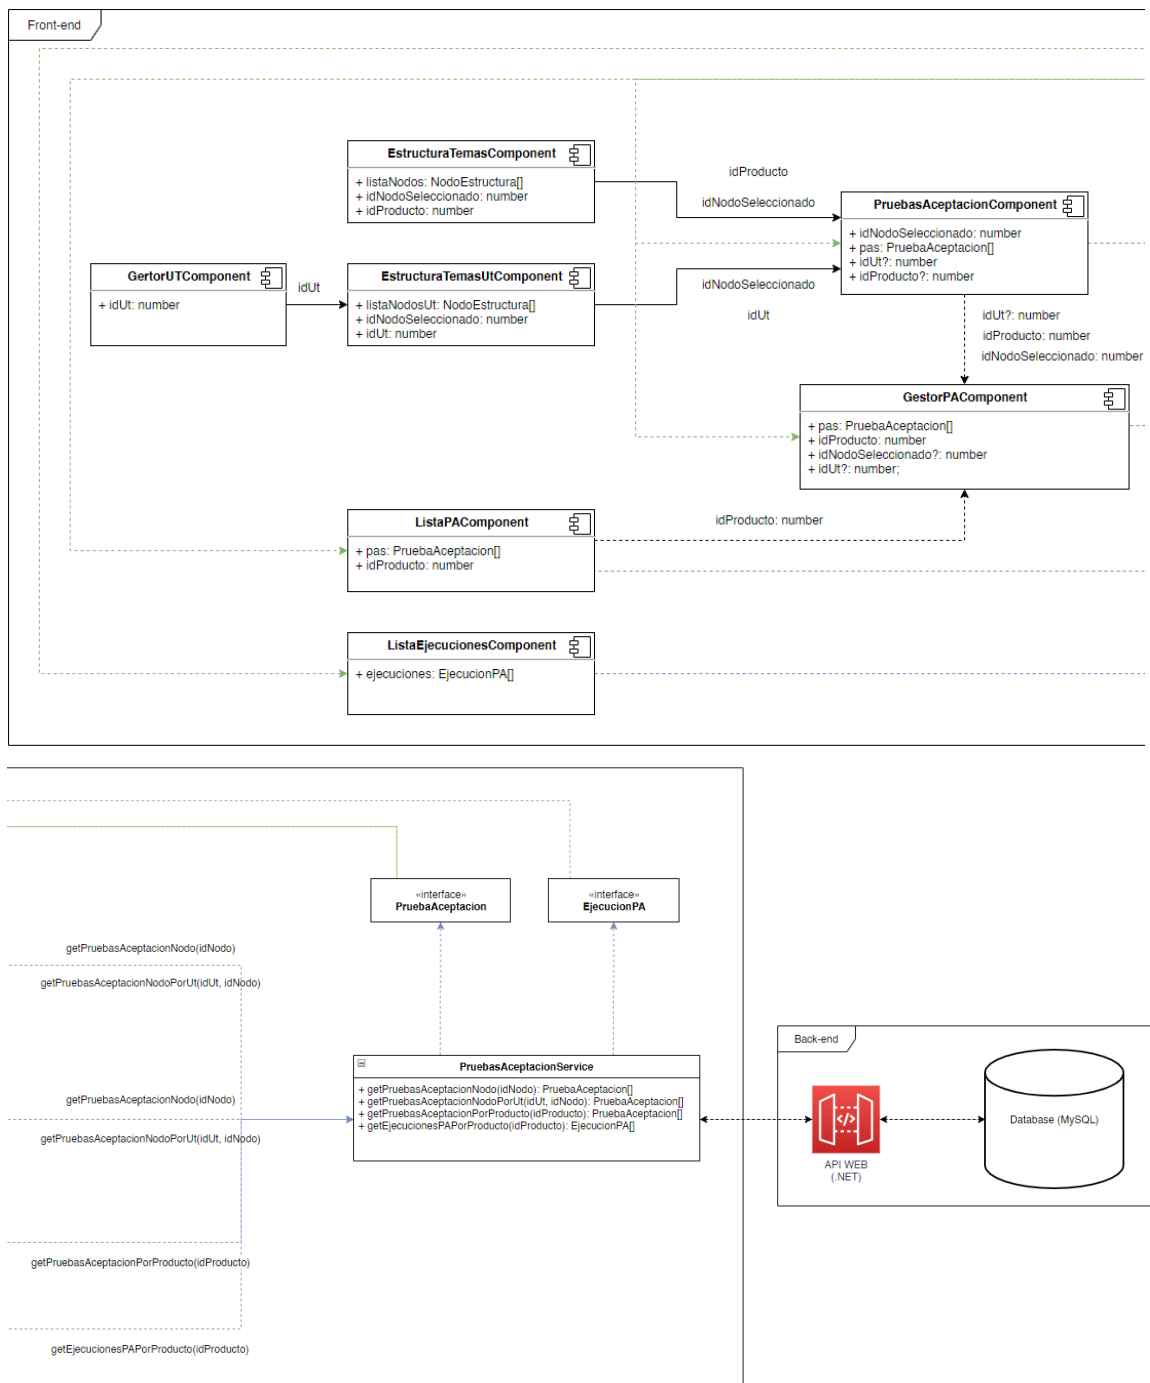 Front-end
EstructuraTemasComponent
+ listaNodos: NodoEstructura[]
+ idNodoSeleccionado: number
+ idProducto: number
idProducto
idNodoSeleccionado
PruebasAceptacionComponent
+ idNodoSeleccionado: number
+ pas: PruebaAceptacion[]
+ idUt?: number
+ idProducto?: number
GertorUTComponent
+ idUt: number
idUt
EstructuraTemasUtComponent
+ listaNodosUt: NodoEstructura[]
+ idNodoSeleccionado: number
+ idUt: number
idNodoSeleccionado
idUt
idUt?: number
idProducto: number
idNodoSeleccionado: number
GestorPAComponent
+ pas: PruebaAceptacion[]
+ idProducto: number
+ idNodoSeleccionado?: number
+ idUt?: number;
ListaPAComponent
+ pas: PruebaAceptacion[]
+ idProducto: number
idProducto: number
ListaEjecucionesComponent
+ ejecuciones: EjecucionPA[]
«interface»
PruebaAceptacion
«interface»
EjecucionPA
getPruebasAceptacionNodo(idNodo)
getPruebasAceptacionNodoPorUt(idUt, idNodo)
getPruebasAceptacionNodo(idNodo)
getPruebasAceptacionNodoPorUt(idUt, idNodo)
getPruebasAceptacionPorProducto(idProducto)
getEjecucionesPAPorProducto(idProducto)
PruebasAceptacionService
+ getPruebasAceptacionNodo(idNodo): PruebaAceptacion[]
+ getPruebasAceptacionNodoPorUt(idUt, idNodo): PruebaAceptacion[]
+ getPruebasAceptacionPorProducto(idProducto): PruebaAceptacion[]
+ getEjecucionesPAPorProducto(idProducto): EjecucionPA[]
Back-end
API WEB
(.NET)
Database (MySQL)